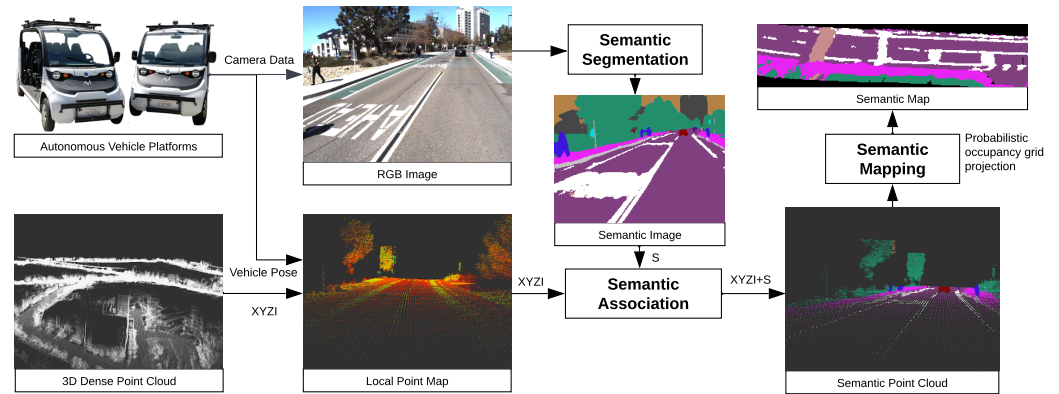 Camera Data
Autonomous Vehicle Platforms
RGB Image
Semantic
Segmentation
Semantic Image
Semantic Map
Semantic
Mapping
Probabilistic
occupancy grid
projection
Vehicle Pose
XYZI
3D Dense Point Cloud
Local Point Map
XYZI
S
Semantic
Association
XYZI+S
Semantic Point Cloud